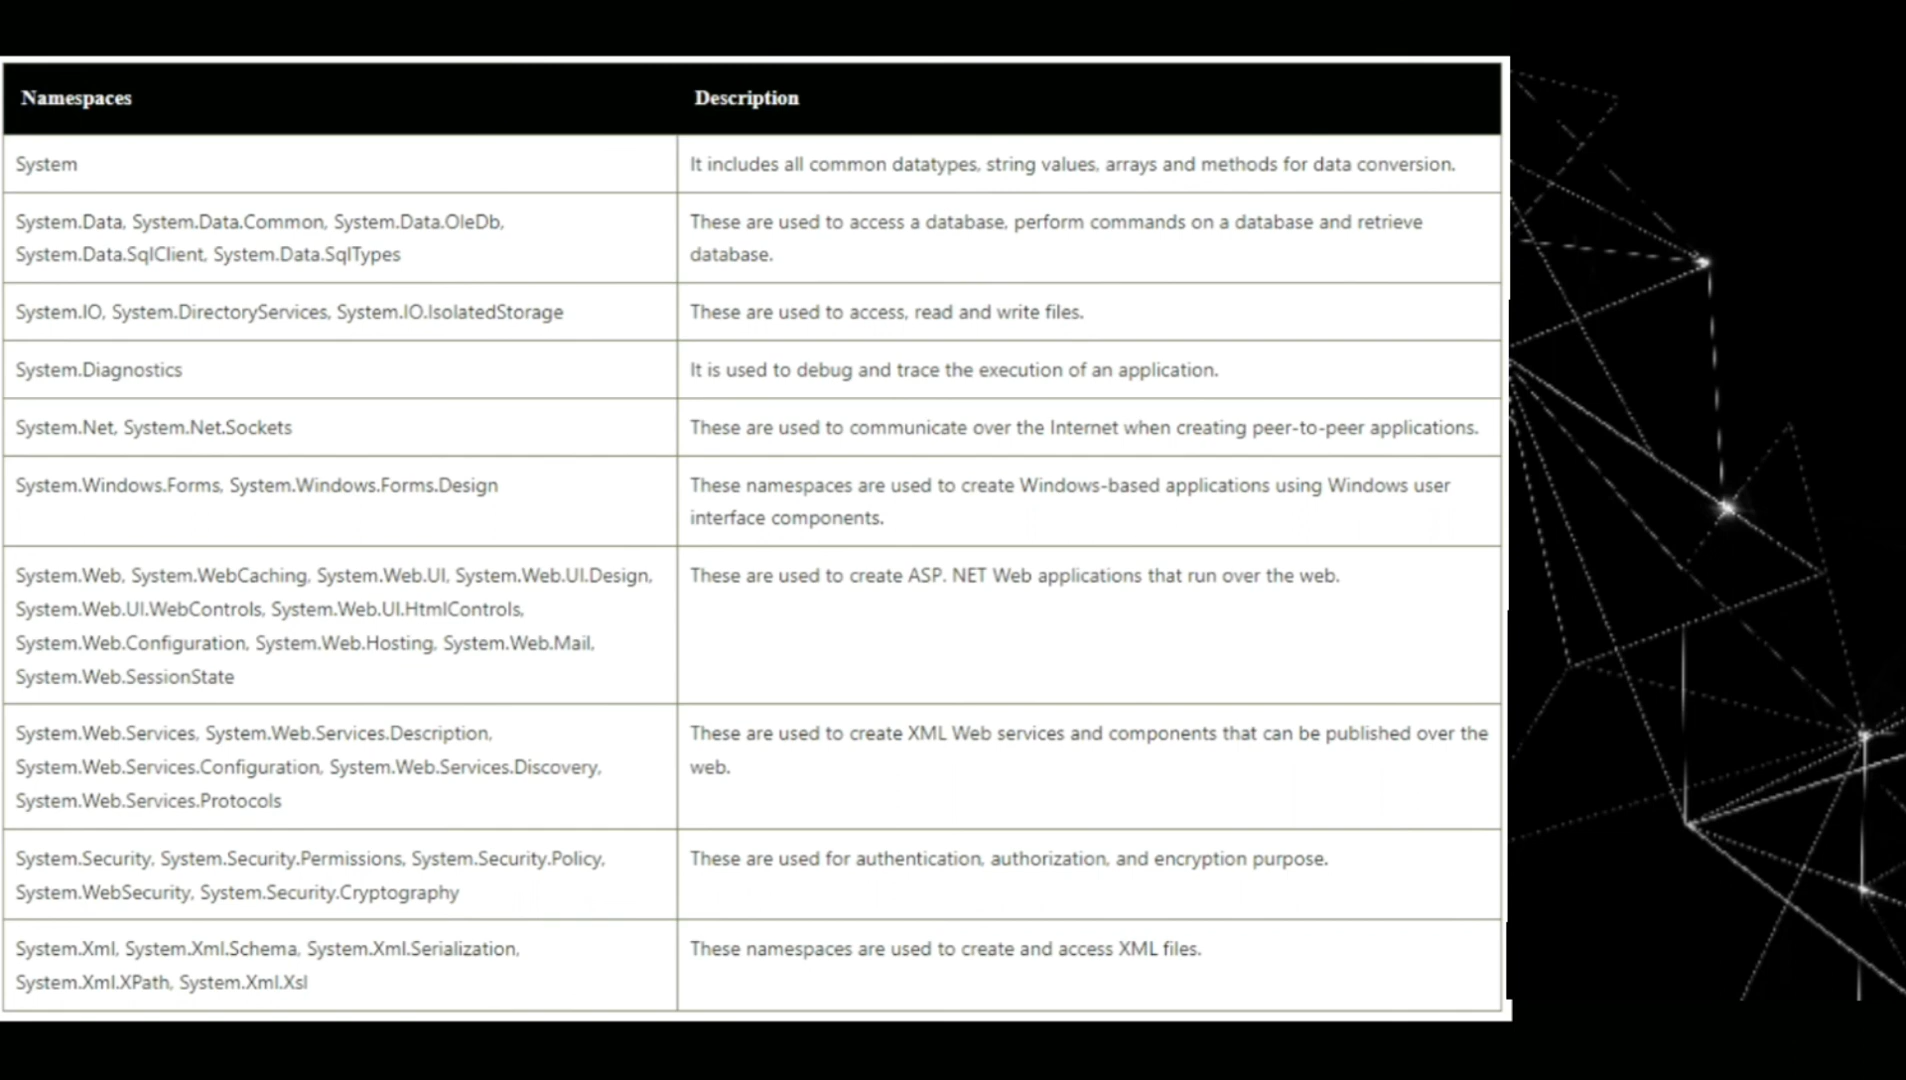 Namespaces
Description
System
It includes all common datatypes, string values, arrays and methods for data conversion.
System.Data, System.Data.Common, System.Data.OleDb,
System.Data.SqlClient, System.Data.SqlTypes
These are used to access a database, perform commands on a database and retrieve
database.
System.IO, System.DirectoryServices, System.IO.IsolatedStorage
These are used to access, read and write files.
System.Diagnostics
It is used to debug and trace the execution of an application.
System.Net, System.Net.Sockets
These are used to communicate over the Internet when creating peer-to-peer applications.
System.Windows.Forms, System.Windows.Forms.Design
These namespaces are used to create Windows-based applications using Windows user
interface components.
System.Web, System.WebCaching, System.Web.UI, System.Web.UI.Design,
System.Web.UI.WebControls, System.Web.UI.HtmlControls,
System.Web.Configuration, System.Web.Hosting, System.Web.Mail,
System.Web.SessionState
These are used to create ASP. NET Web applications that run over the web.
System.Web.Services, System.Web.Services.Description,
System.Web.Services.Configuration, System.Web.Services.Discovery,
System.Web.Services.Protocols
These are used to create XML Web services and components that can be published over the
web.
System.Security, System.Security.Permissions, System.Security.Policy,
System.WebSecurity, System.Security.Cryptography
These are used for authentication, authorization, and encryption purpose.
System.Xml, System.Xml.Schema, System.Xml.Serialization,
System.Xml.XPath, System.Xml.Xsl
These namespaces are used to create and access XML files.